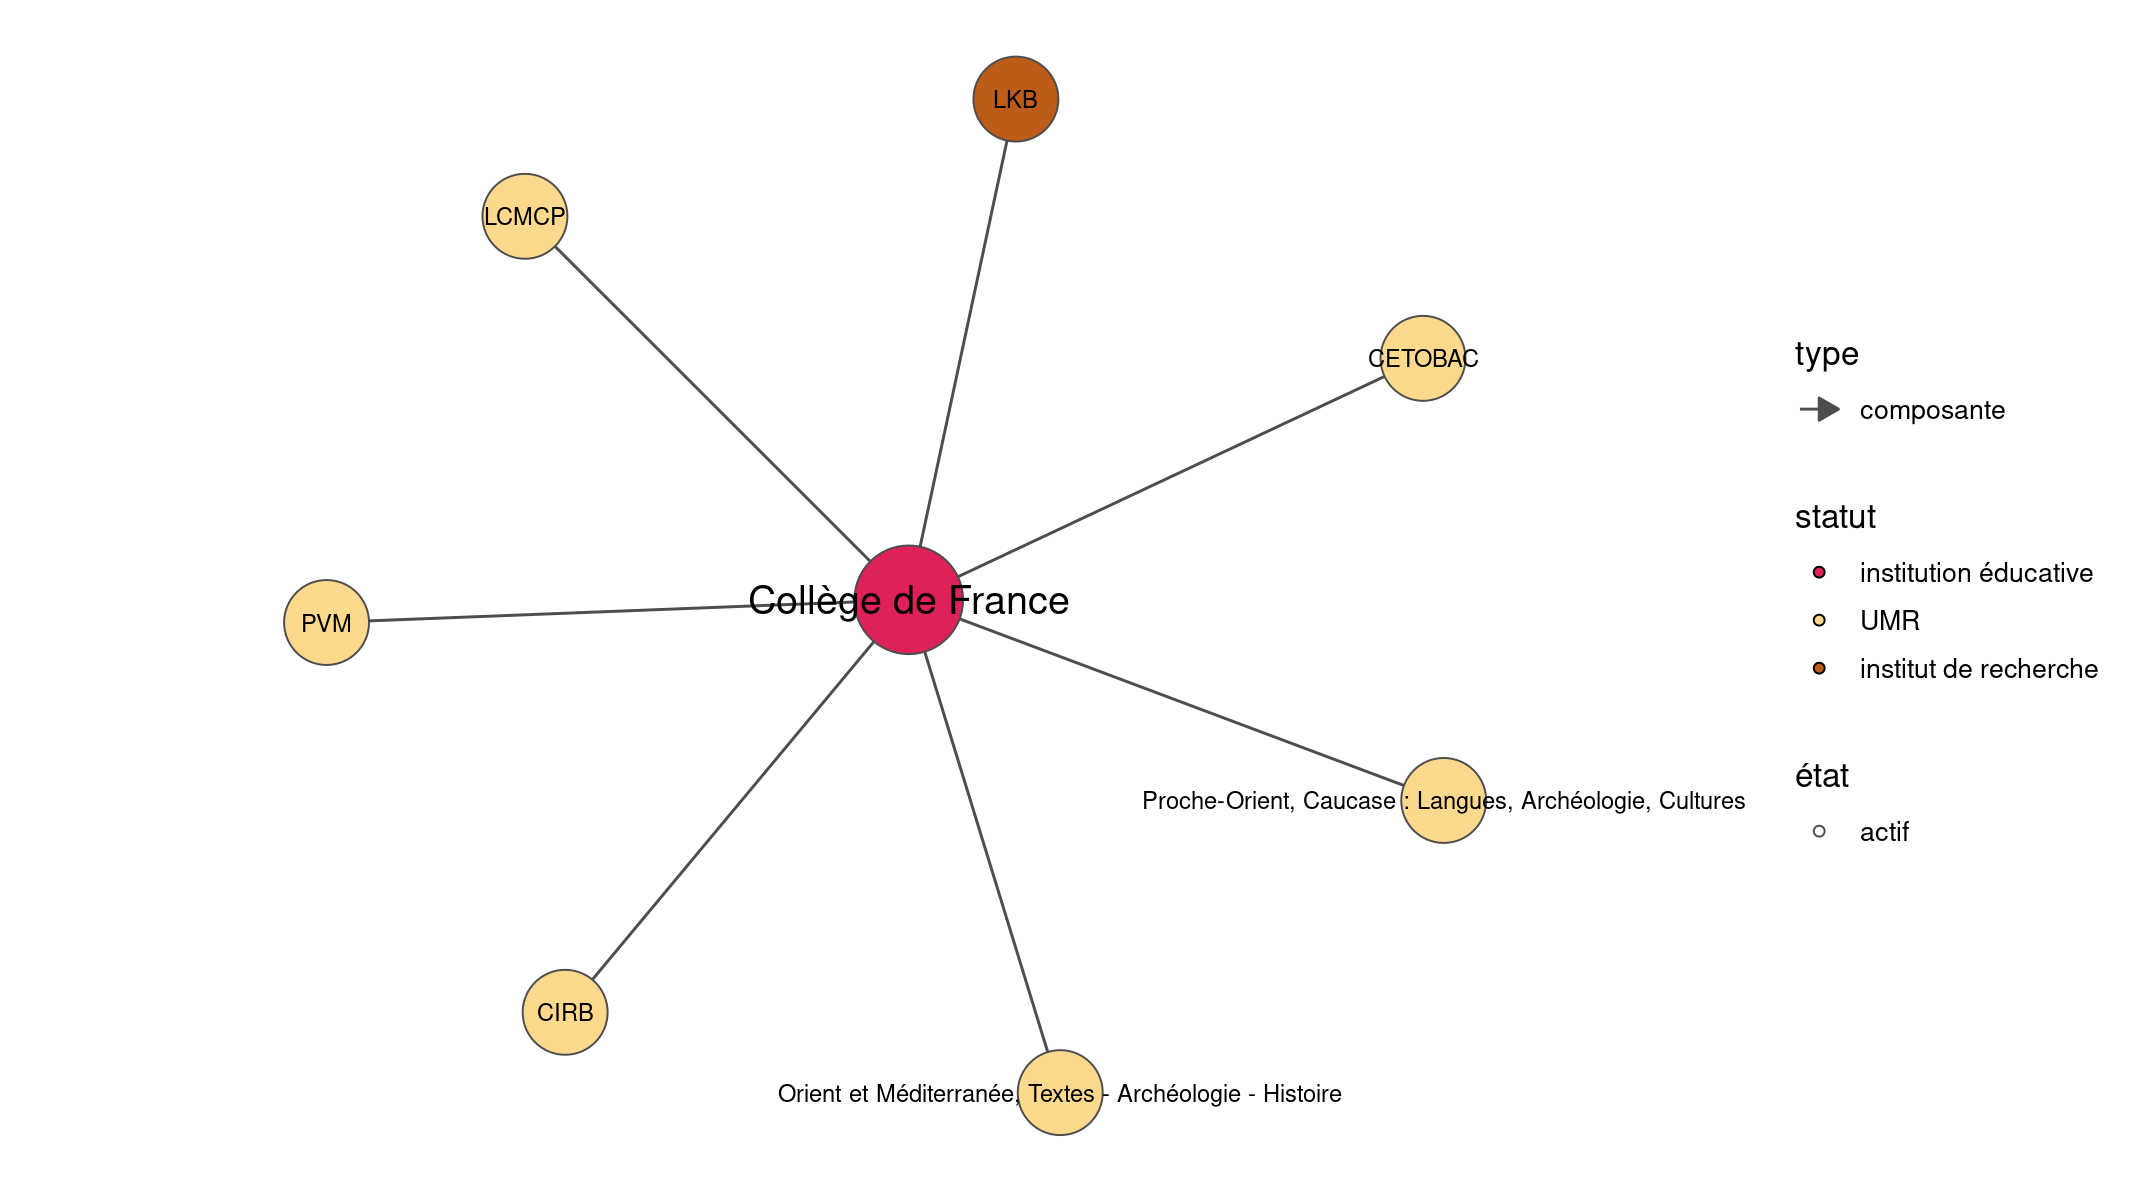 LKB
LCMCP
CETOBAC
Collège de France
PVM
Proche-Orient, Caucase : Langues, Archéologie, Cultures
CIRB
Orient et Méditerranée, Textes - Archéologie - Histoire
type
composante
statut
institution éducative
UMR
institut de recherche
état
actif